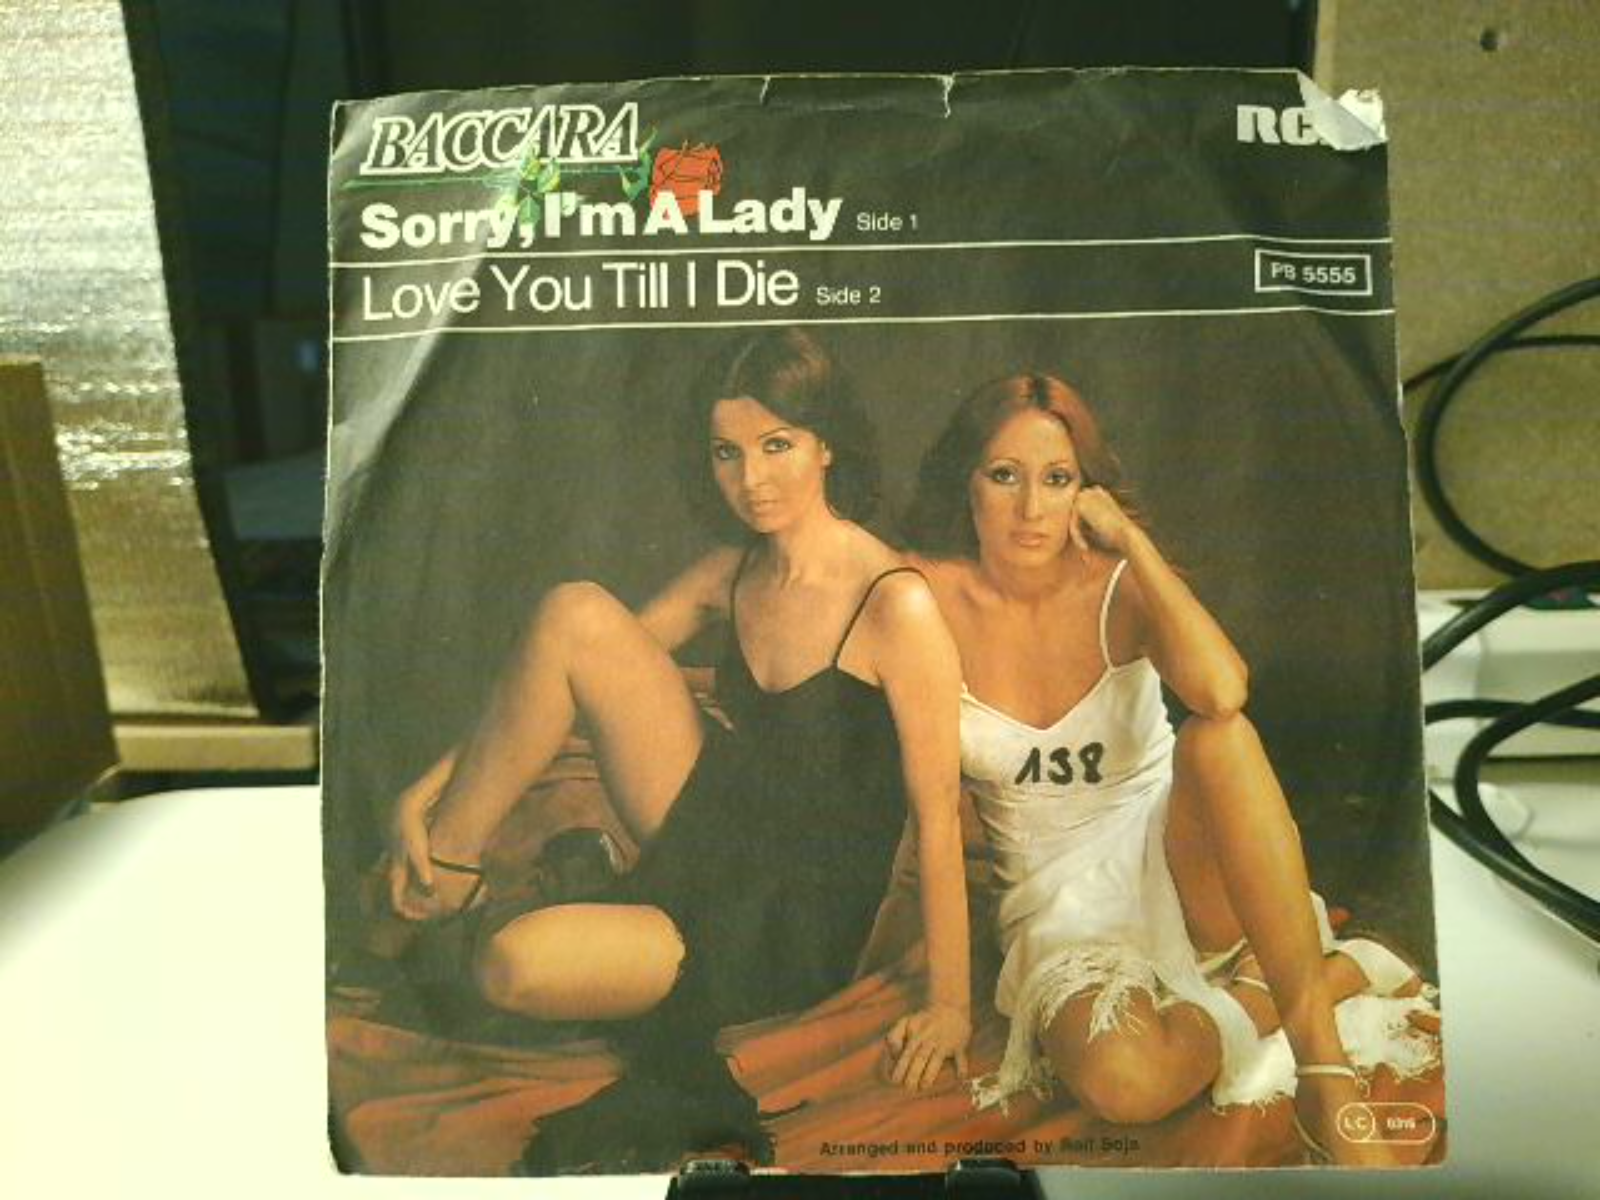 BACCARA
RCA
Sorry, I'm A Lady Side 1
Love You Till I Die Side 2
PB 5555
138
LC
Arranged and produced by Rolf Soja